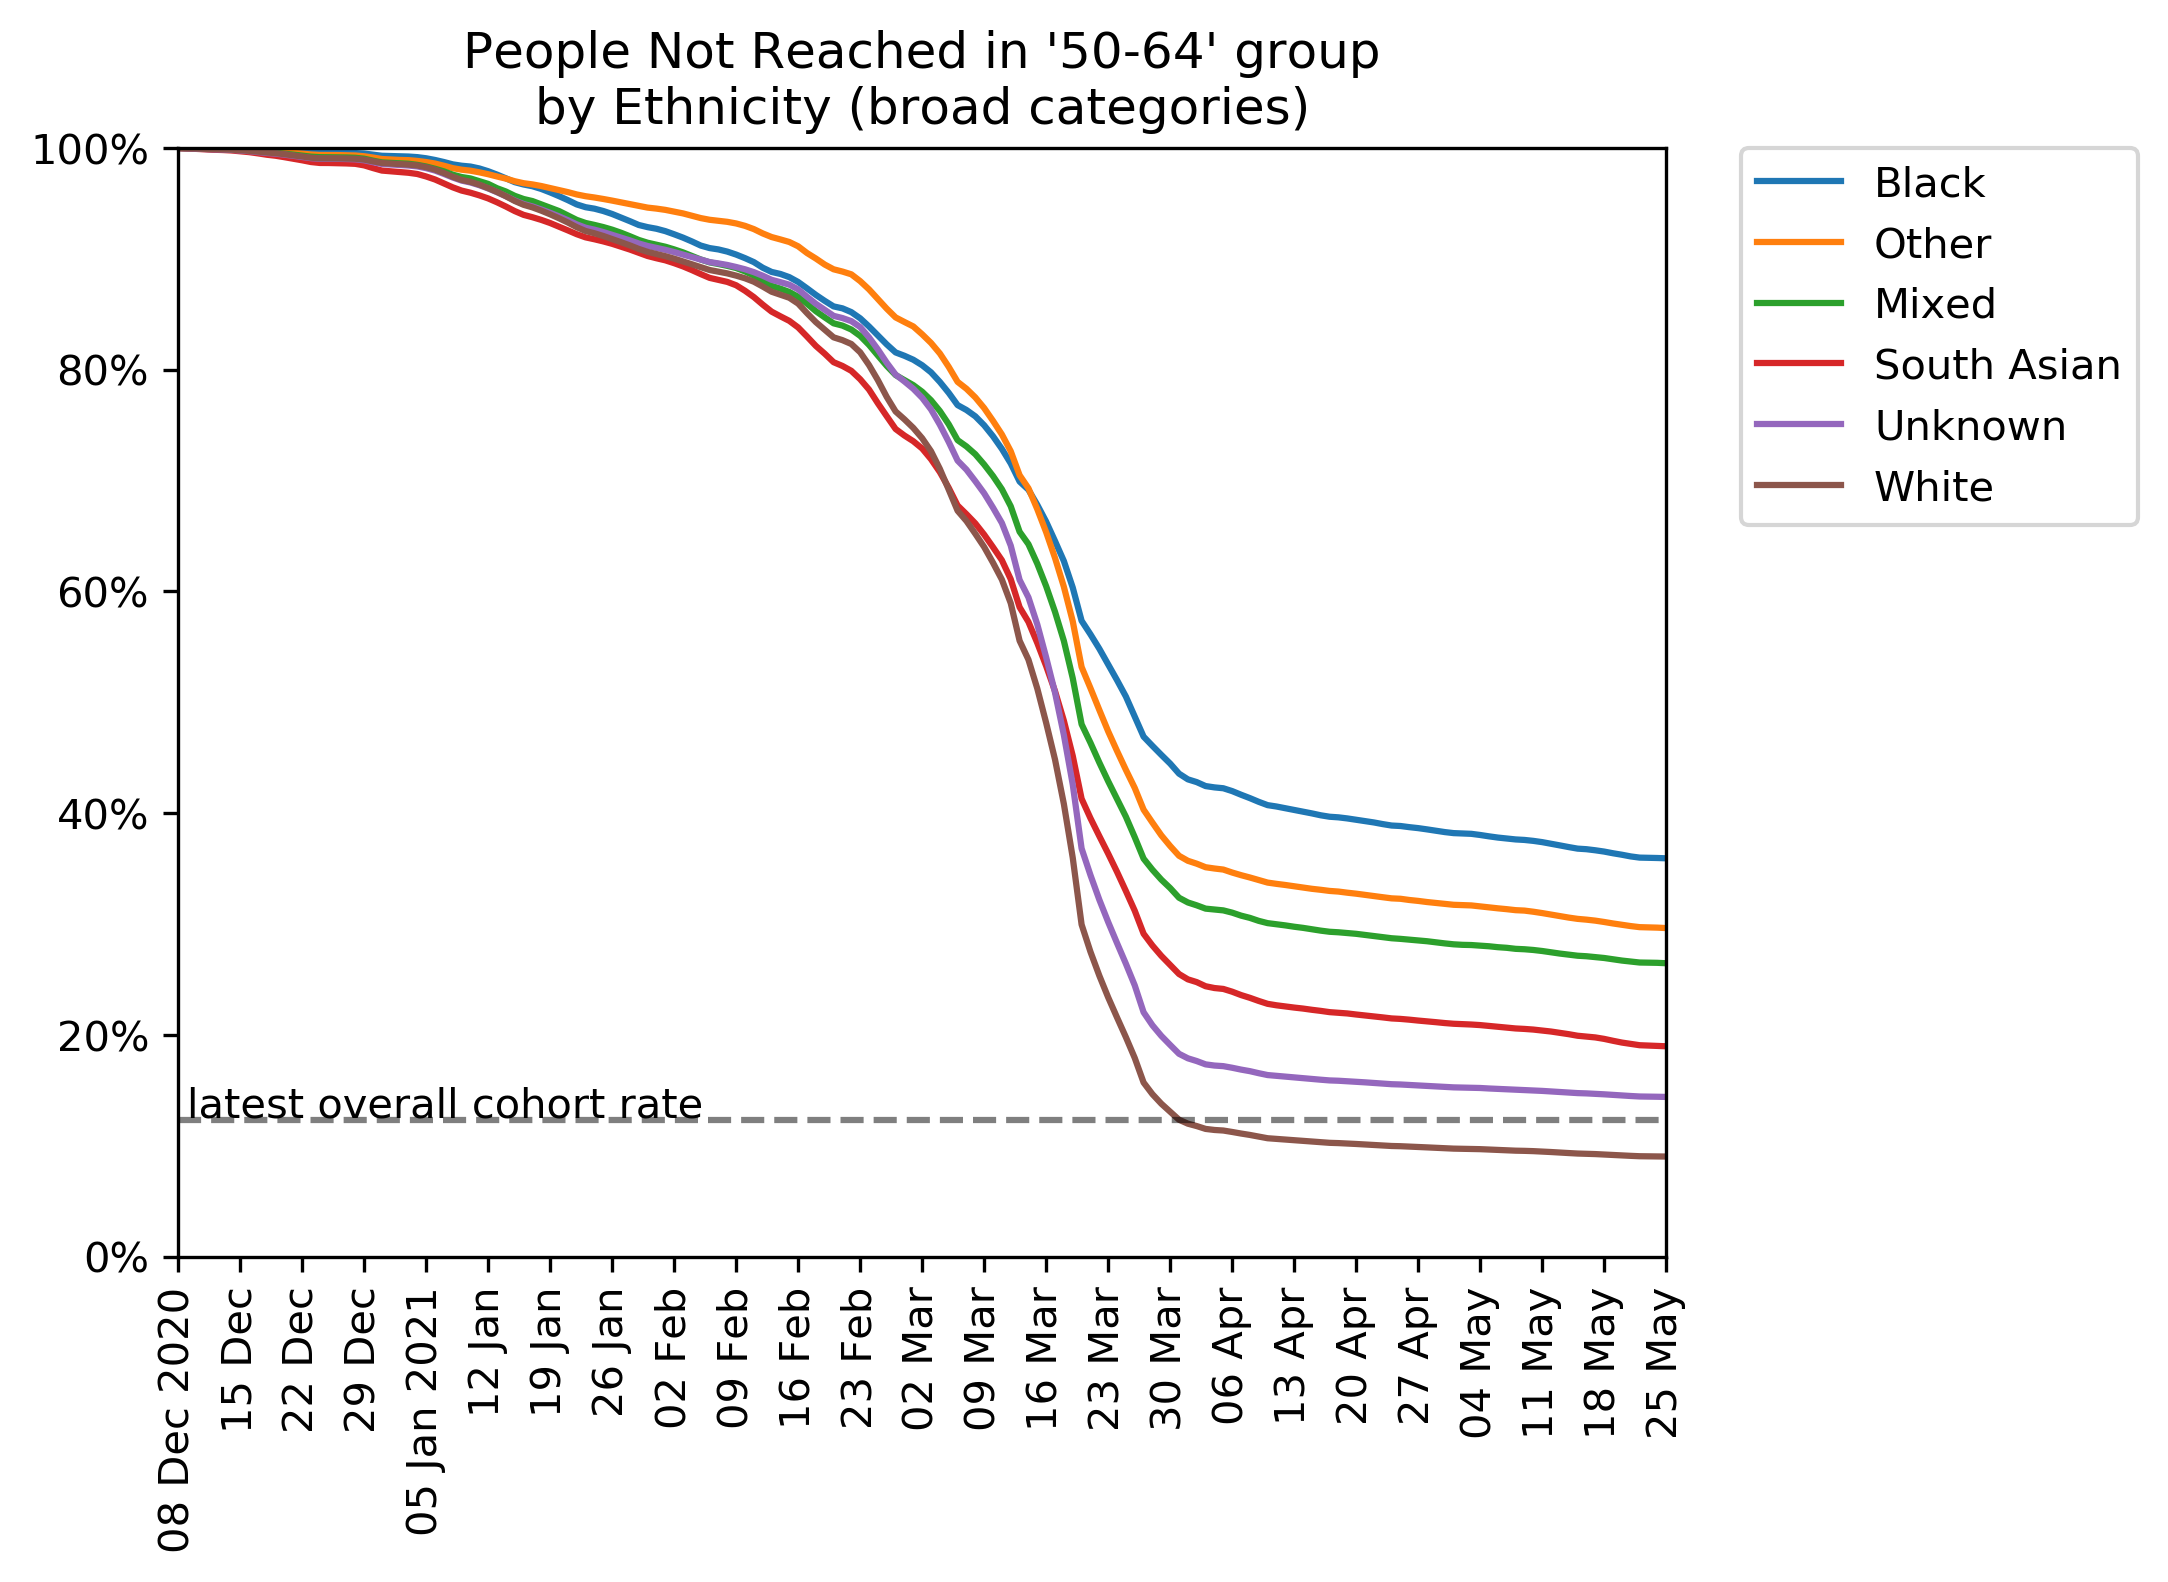 People Not Reached in '50-64' group
by Ethnicity (broad categories)
100%
80%
60%
40%
20%
0%
latest overall cohort rate
08 Dec 2020
15 Dec
22 Dec
29 Dec
05 Jan 2021
12 Jan
19 Jan
26 Jan
02 Feb
09 Feb
16 Feb
23 Feb
02 Mar
09 Mar
16 Mar
23 Mar
30 Mar
06 Apr
13 Apr
20 Apr
27 Apr
04 May
11 May
18 May
25 May
Black
Other
Mixed
South Asian
Unknown
White